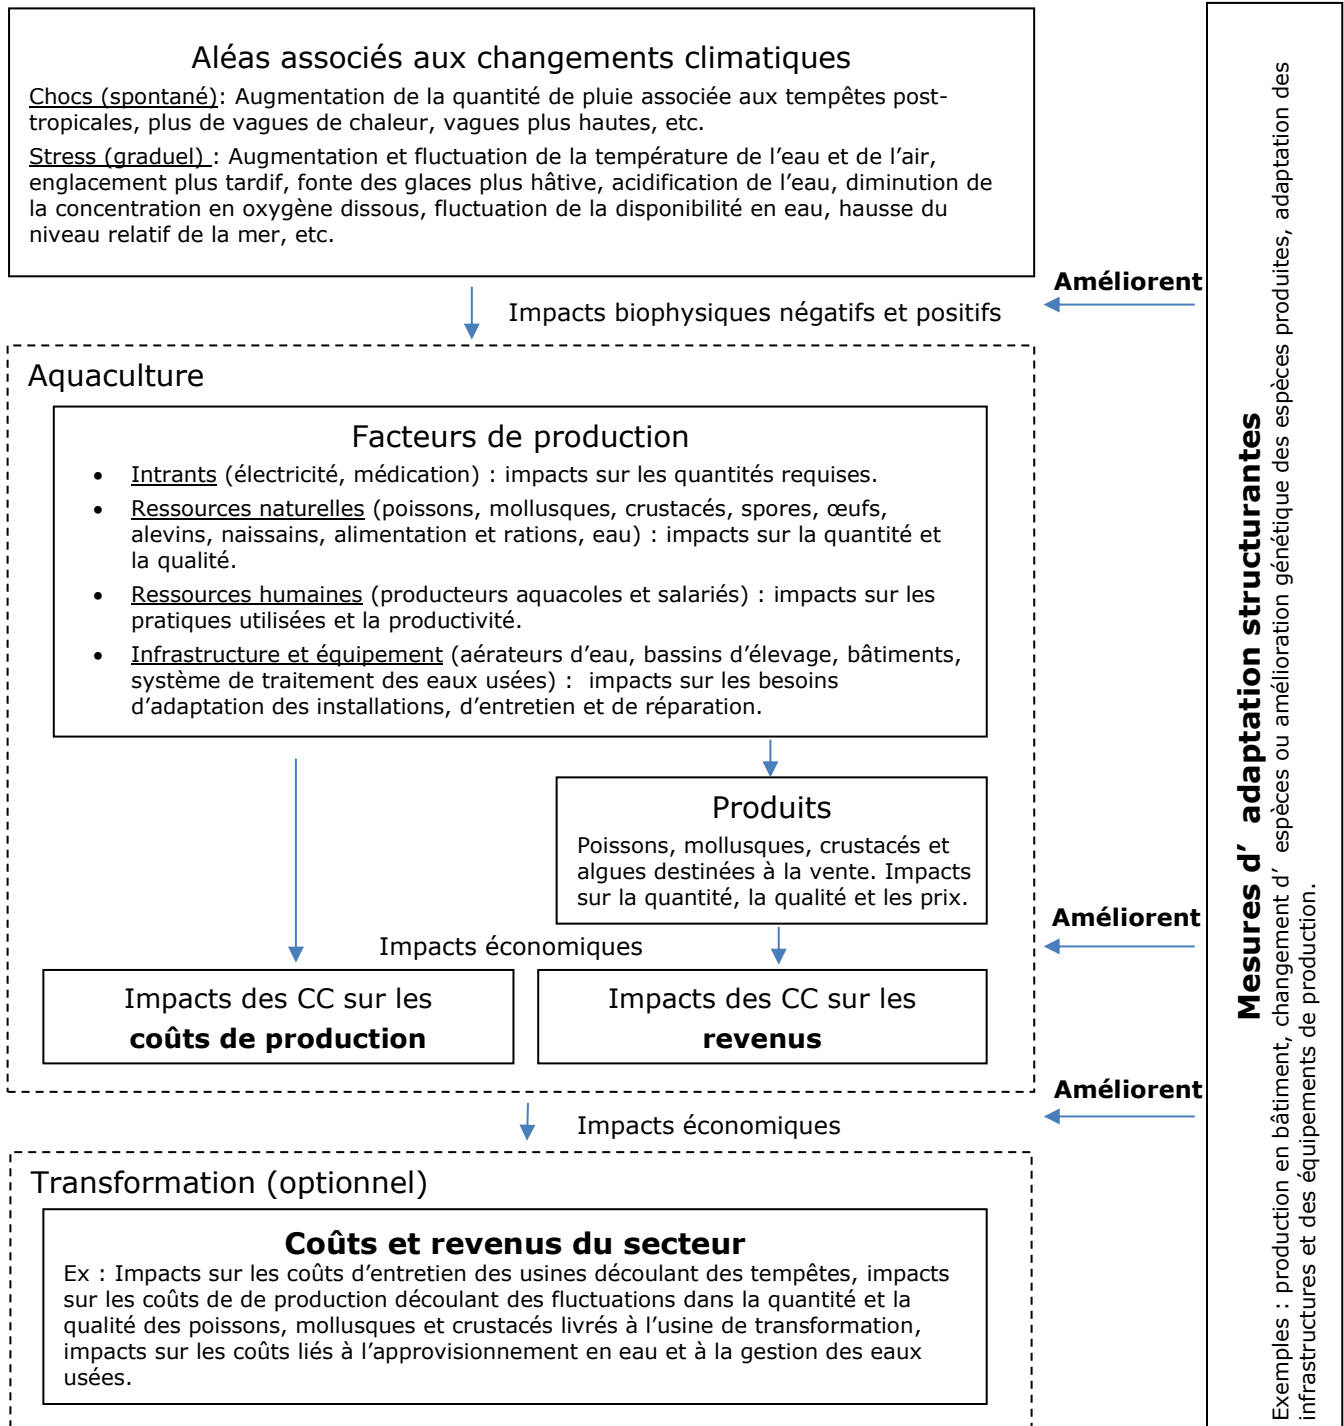 Aléas associés aux changements climatiques
Chocs (spontané): Augmentation de la quantité de pluie associée aux tempêtes post-
tropicales, plus de vagues de chaleur, vagues plus hautes, etc.
Stress (graduel) : Augmentation et fluctuation de la température de l’eau et de l’air,
englacement plus tardif, fonte des glaces plus hâtive, acidification de l’eau, diminution de
la concentration en oxygène dissous, fluctuation de la disponibilité en eau, hausse du
niveau relatif de la mer, etc.
Améliorent
Impacts biophysiques négatifs et positifs
Aquaculture
Facteurs de production
• Intrants (électricité, médication) : impacts sur les quantités requises.
• Ressources naturelles (poissons, mollusques, crustacés, spores, œufs,
alevins, naissains, alimentation et rations, eau) : impacts sur la quantité et
la qualité.
• Ressources humaines (producteurs aquacoles et salariés) : impacts sur les
pratiques utilisées et la productivité.
• Infrastructure et équipement (aérateurs d’eau, bassins d’élevage, bâtiments,
système de traitement des eaux usées) : impacts sur les besoins
d’adaptation des installations, d’entretien et de réparation.
Produits
Poissons, mollusques, crustacés et
algues destinées à la vente. Impacts
sur la quantité, la qualité et les prix.
Améliorent
Impacts économiques
Impacts des CC sur les
coûts de production
Impacts des CC sur les
revenus
Améliorent
Impacts économiques
Transformation (optionnel)
Coûts et revenus du secteur
Ex : Impacts sur les coûts d’entretien des usines découlant des tempêtes, impacts
sur les coûts de de production découlant des fluctuations dans la quantité et la
qualité des poissons, mollusques et crustacés livrés à l’usine de transformation,
impacts sur les coûts liés à l’approvisionnement en eau et à la gestion des eaux
usées.
Mesures d’ adaptation structurantes
Exemples : production en bâtiment, changement d’ espèces ou amélioration génétique des espèces produites, adaptation des
infrastructures et des équipements de production.